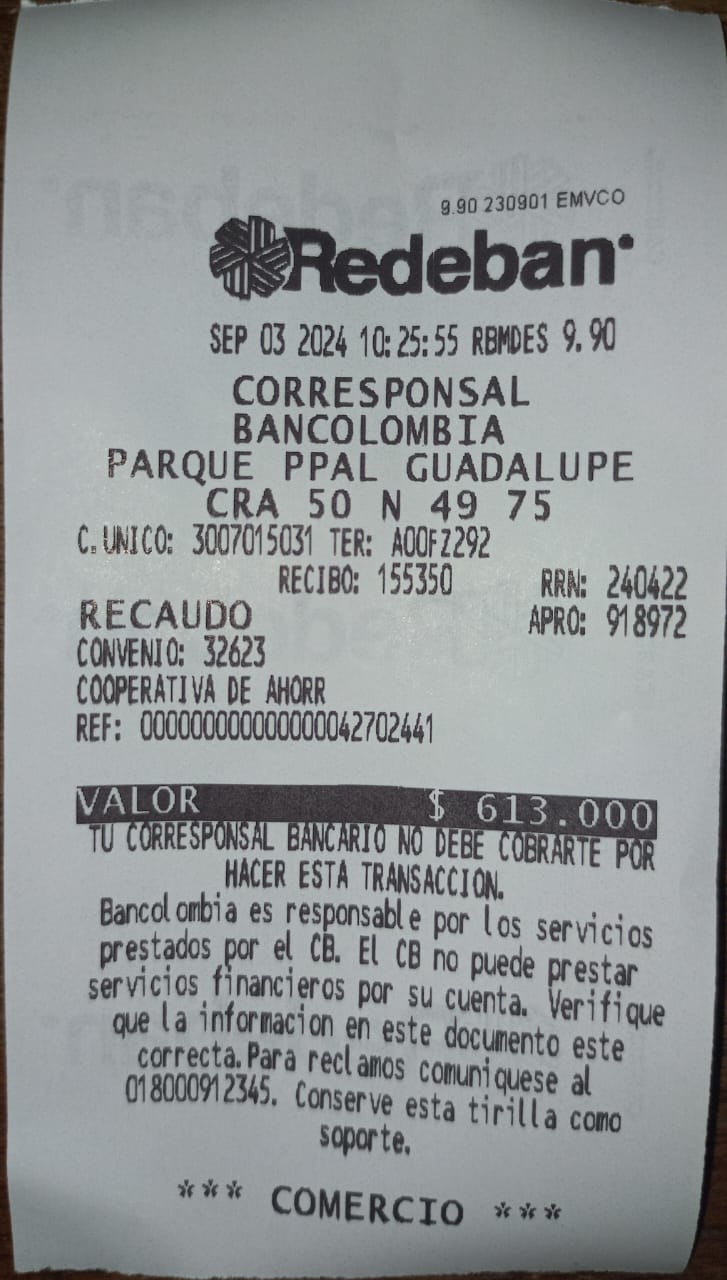 9.90 230901 EMVCO
Redeban
SEP 03 2024 10:25:55 RBMDES 9.90
CORRESPONSAL
BANCOLOMBIA
PARQUE PPAL GUADALUPE
CRA 50 N 49 75
C.UNICO: 3007015031 TER: A00FZ292
RECIBO: 155350 RRN: 240422
RECAUDO APRO: 918972
CONVENIO: 32623
COOPERATIVA DE AHORR
REF: 000000000000000042702441
VALOR $ 613.000
TU CORRESPONSAL BANCARIO NO DEBE COBRARTE POR
HACER ESTA TRANSACCION.
Bancolombia es responsable por los servicios
prestados por el CB. El CB no puede prestar
servicios financieros por su cuenta. Verifique
que la informacion en este documento este
correcta.Para reclamos comuniquese al
018000912345. Conserve esta tirilla como
soporte.
*** COMERCIO ***